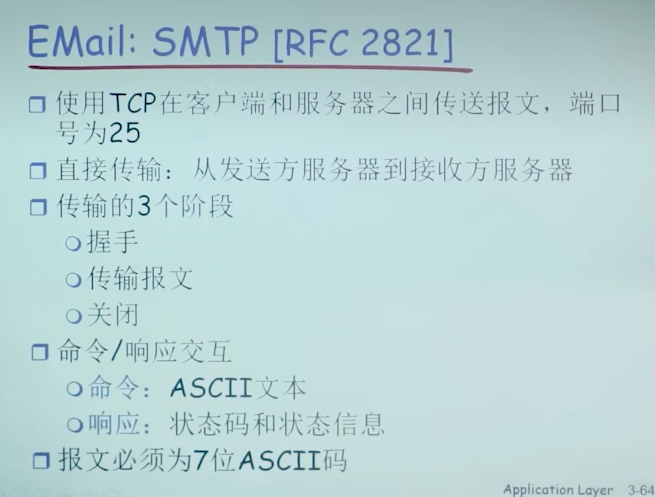 EMail: SMTP [RFC 2821]
使用TCP在客户端和服务器之间传送报文，端口
号为25
直接传输：从发送方服务器到接收方服务器
传输的3个阶段
握手
传输报文
关闭
命令/响应交互
命令：ASCII文本
响应：状态码和状态信息
报文必须为7位ASCII码
Application Layer 3-64